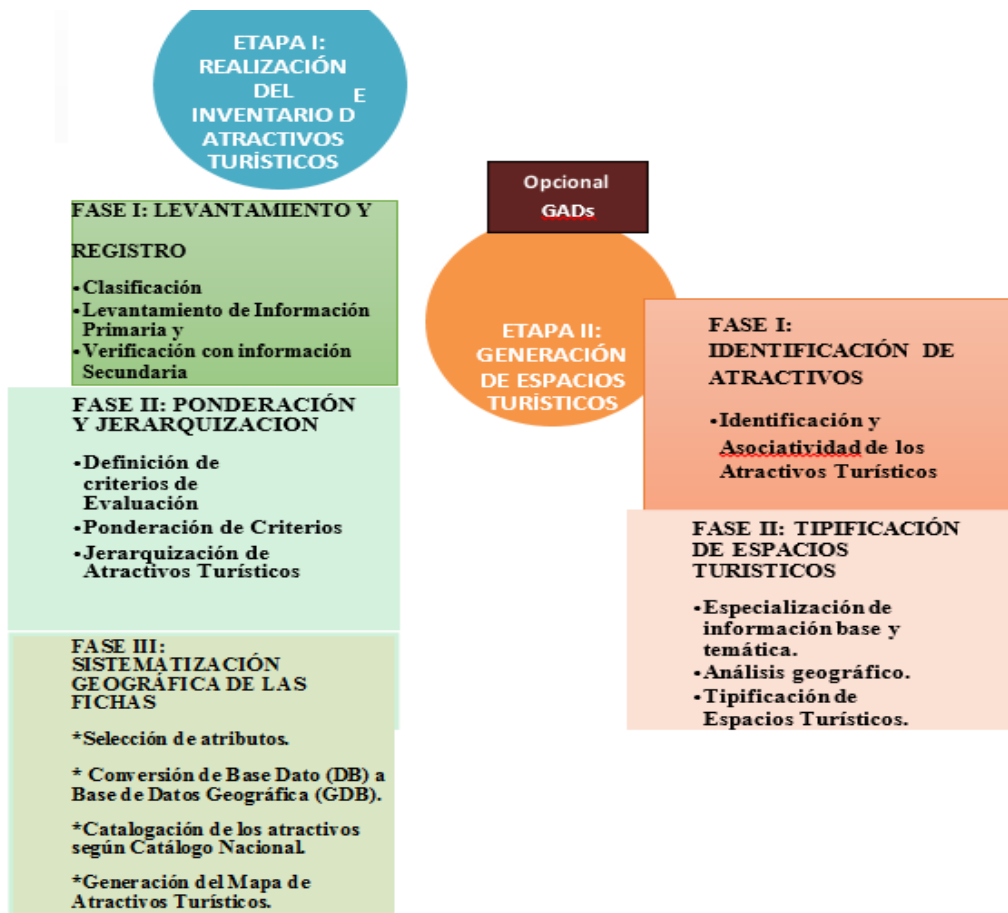 ETAPA I:
REALIZACIÓN
DEL E
INVENTARIO D
ATRACTIVOS
TURÍSTICOS
FASE I: LEVANTAMIENTO Y
REGISTRO
•Clasificación
•Levantamiento de Información
Primaria y
•Verificación con información
Secundaria
FASE II: PONDERACIÓN
Y JERARQUIZACION
•Definición de
criterios de
Evaluación
•Ponderación de Criterios
•Jerarquización de
Atractivos Turísticos
FASE III:
SISTEMATIZACIÓN
GEOGRÁFICA DE LAS
FICHAS
*Selección de atributos.
* Conversión de Base Dato (DB) a
Base de Datos Geográfica (GDB).
*Catalogación de los atractivos
según Catálogo Nacional.
*Generación del Mapa de
Atractivos Turísticos.
Opcional
GADs
ETAPA II:
GENERACIÓN
DE ESPACIOS
TURÍSTICOS
FASE I:
IDENTIFICACIÓN DE
ATRACTIVOS
•Identificación y
Asociatividad de los
Atractivos Turísticos
FASE II: TIPIFICACIÓN
DE ESPACIOS
TURISTICOS
•Especialización de
información base y
temática.
•Análisis geográfico.
•Tipificación de
Espacios Turísticos.